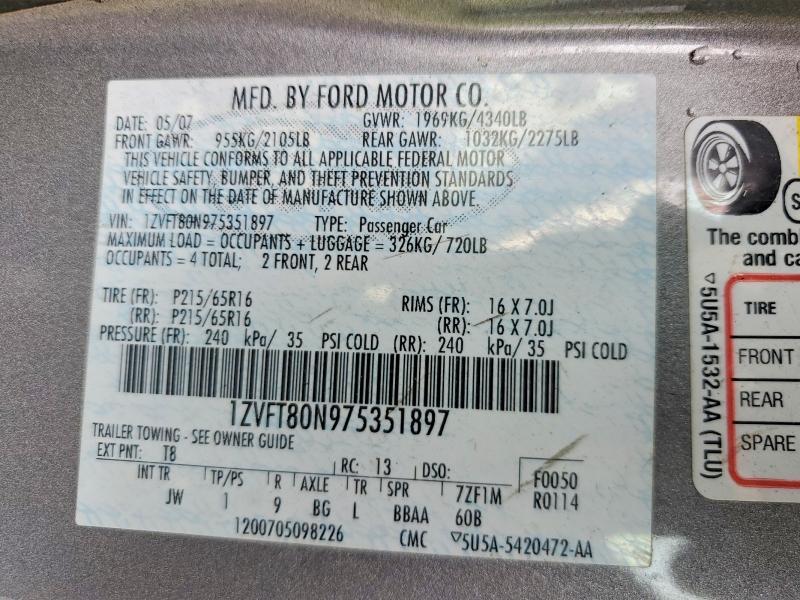 MFD. BY FORD MOTOR CO.
DATE: 05/07 GVWR: 1969KG/4340LB
FRONT GAWR: 955KG/2105LB REAR GAWR: 1032KG/2275LB
THIS VEHICLE CONFORMS TO ALL APPLICABLE FEDERAL MOTOR
VEHICLE SAFETY, BUMPER, AND THEFT PREVENTION STANDARDS
IN EFFECT ON THE DATE OF MANUFACTURE SHOWN ABOVE.
VIN: 1ZVFT80N975351897 TYPE: Passenger Car
MAXIMUM LOAD = OCCUPANTS + LUGGAGE = 326KG/720LB
OCCUPANTS = 4 TOTAL; 2 FRONT, 2 REAR
TIRE (FR): P215/65R16 RIMS (FR): 16 X 7.0J
(RR): P215/65R16 (RR): 16 X 7.0J
PRESSURE (FR): 240 kPa/ 35 PSI COLD (RR): 240 kPa/ 35 PSI COLD
1ZVFT80N975351897
TRAILER TOWING - SEE OWNER GUIDE
EXT PNT: T8 RC: 13 DSO: F0050
INT TR TP/PS R AXLE TR SPR 7ZF1M R0114
JW 1 9 BG L BBAA 60B
1200705098226 CMC ▽5U5A-5420472-AA
S
The comb
and ca
TIRE
FRONT
REAR
SPARE
▽5U5A-1532-AA (TLU)